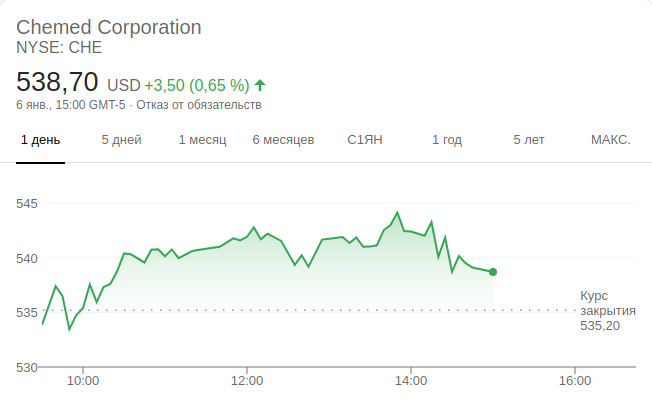 Chemed Corporation
NYSE: CHE
538,70 USD +3,50 (0,65 %)
6 янв., 15:00 GMT-5 · Отказ от обязательств
1 день 5 дней 1 месяц 6 месяцев С1ЯН 1 год 5 лет МАКС.
545
540
535
530
Курс
закрытия
535,20
10:00 12:00 14:00 16:00